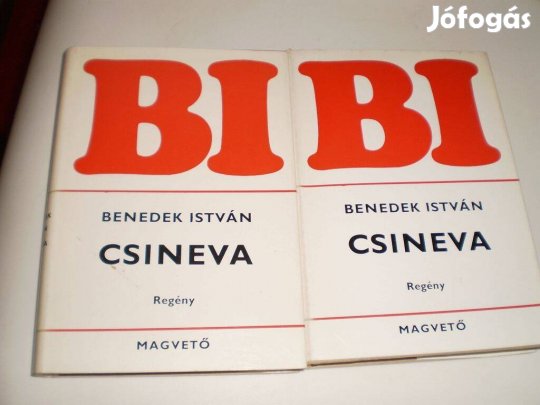 Jófogás
BI
BENEDEK ISTVÁN
CSINEVA
Regény
MAGVETŐ
BI
BENEDEK ISTVÁN
CSINEVA
Regény
MAGVETŐ